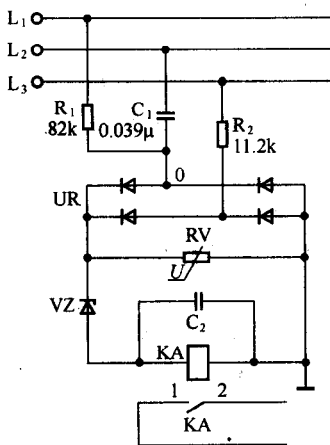 L₁
L₂
L₃
R₁ C₁
.82k 0.039μ
R₂
11.2k
0
UR
RV
U
VZ
C₂
KA
1 2
KA